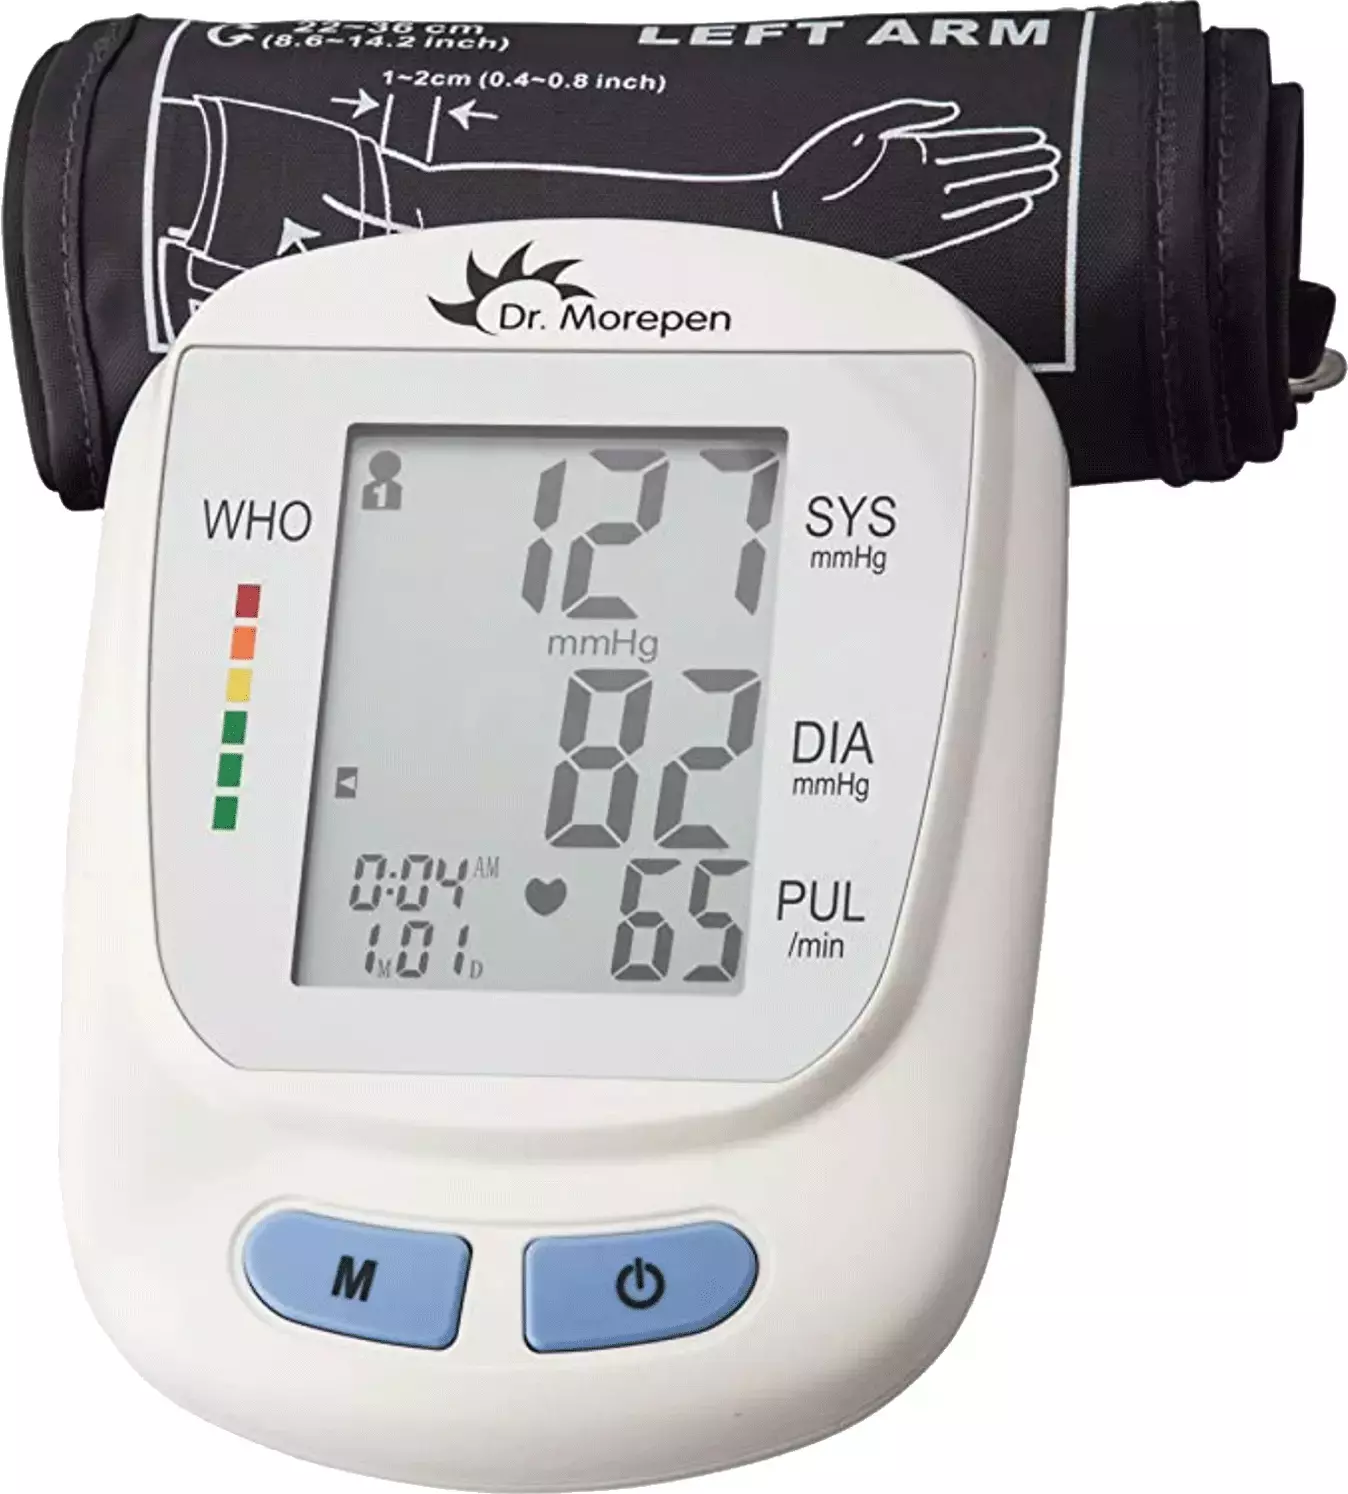 22~36 cm
(8.6~14.2 inch)
LEFT ARM
1~2cm (0.4~0.8 inch)
Dr. Morepen
WHO
1
127
SYS
mmHg
mmHg
82
DIA
mmHg
0:04 AM
65
PUL
/min
1M01D
M